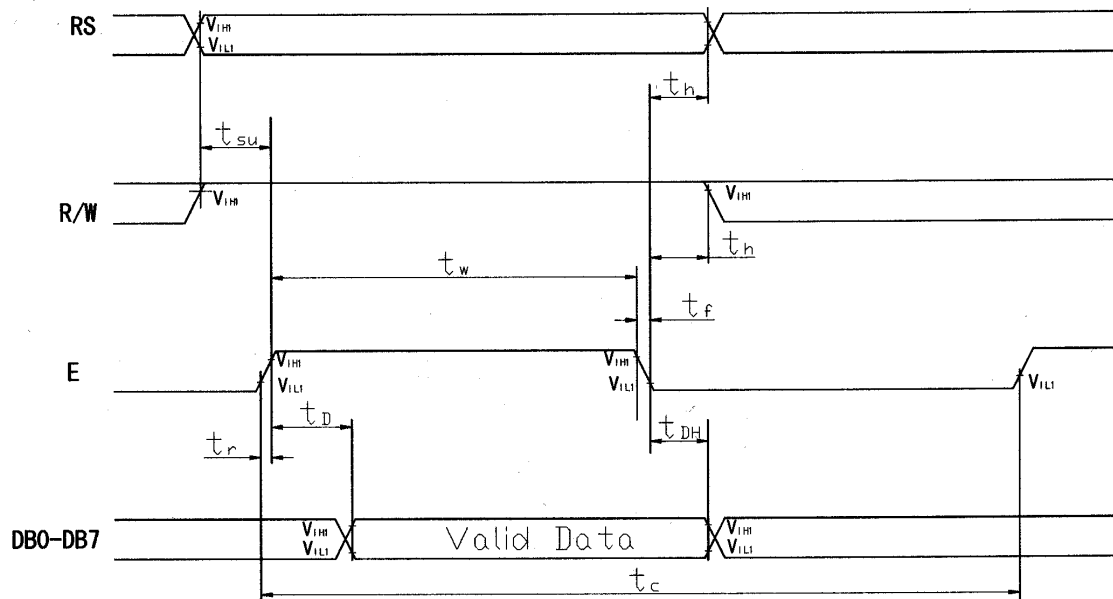 RS
VIH1
VIL1
th
tsu
R/W
VIH1
VIH1
th
tw
tf
E
VIH1
VIL1
VIH1
VIL1
VIL1
tD
tDH
tr
DB0-DB7
VIH1
VIL1
Valid Data
VIH1
VIL1
tc